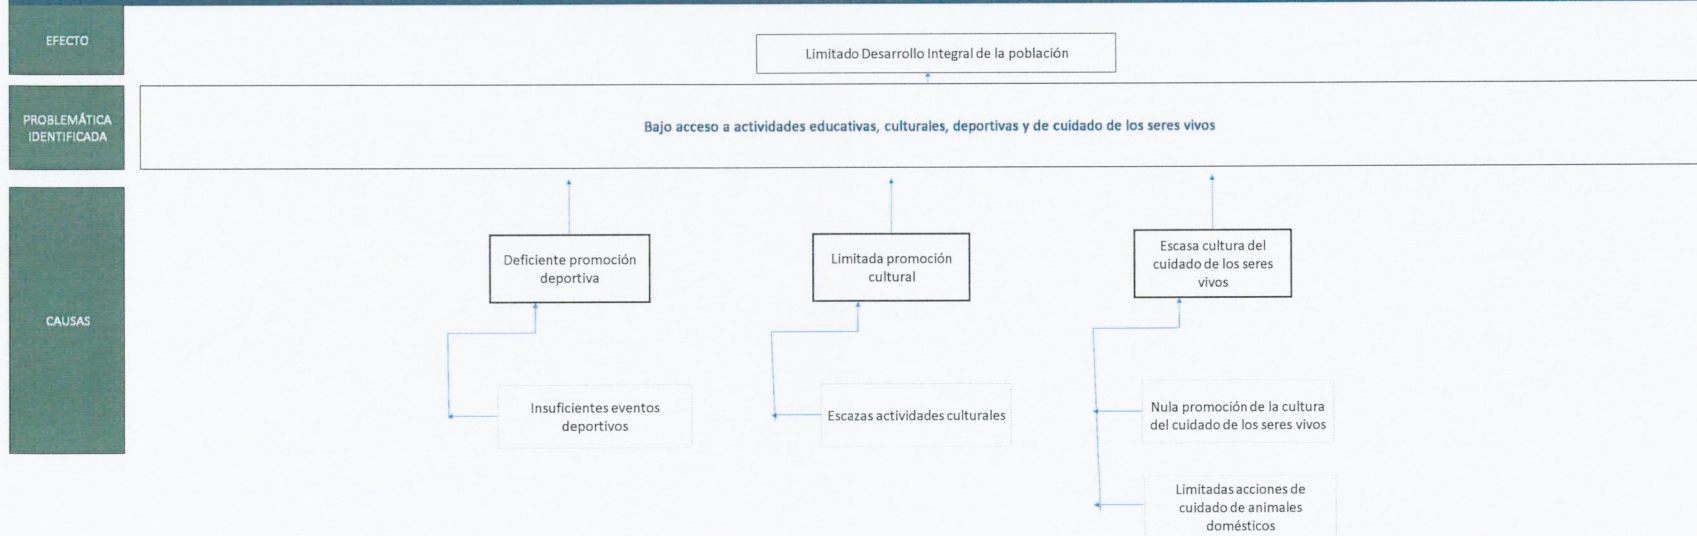 EFECTO
Limitado Desarrollo Integral de la población
PROBLEMÁTICA
IDENTIFICADA
Bajo acceso a actividades educativas, culturales, deportivas y de cuidado de los seres vivos
CAUSAS
Deficiente promoción
deportiva
Limitada promoción
cultural
Escasa cultura del
cuidado de los seres
vivos
Insuficientes eventos
deportivos
Escazas actividades culturales
Nula promoción de la cultura
del cuidado de los seres vivos
Limitadas acciones de
cuidado de animales
domésticos